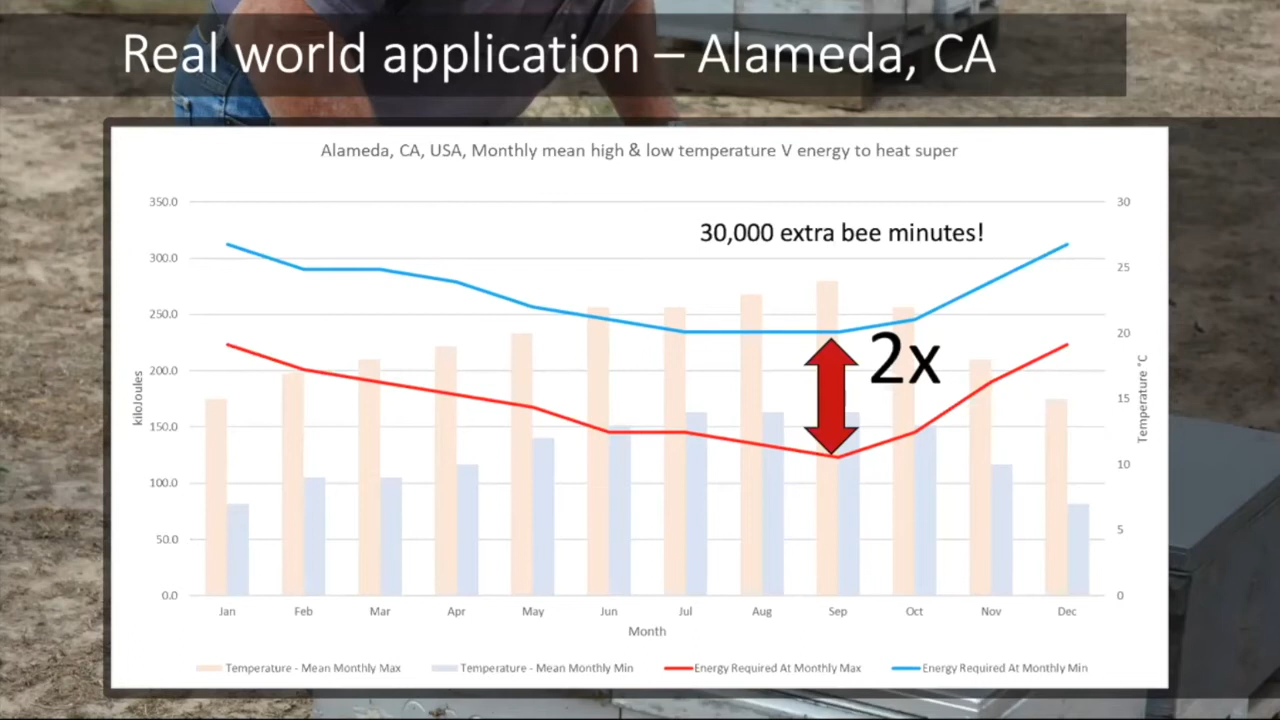 Real world application – Alameda, CA
Alameda, CA, USA, Monthly mean high & low temperature V energy to heat super
350.0
300.0
250.0
200.0
150.0
100.0
50.0
0.0
kiloJoules
30,000 extra bee minutes!
2x
30
25
20
15
10
5
0
Temperature °C
Jan Feb Mar Apr May Jun Jul Aug Sep Oct Nov Dec
Month
Temperature - Mean Monthly Max Temperature - Mean Monthly Min Energy Required At Monthly Max Energy Required At Monthly Min